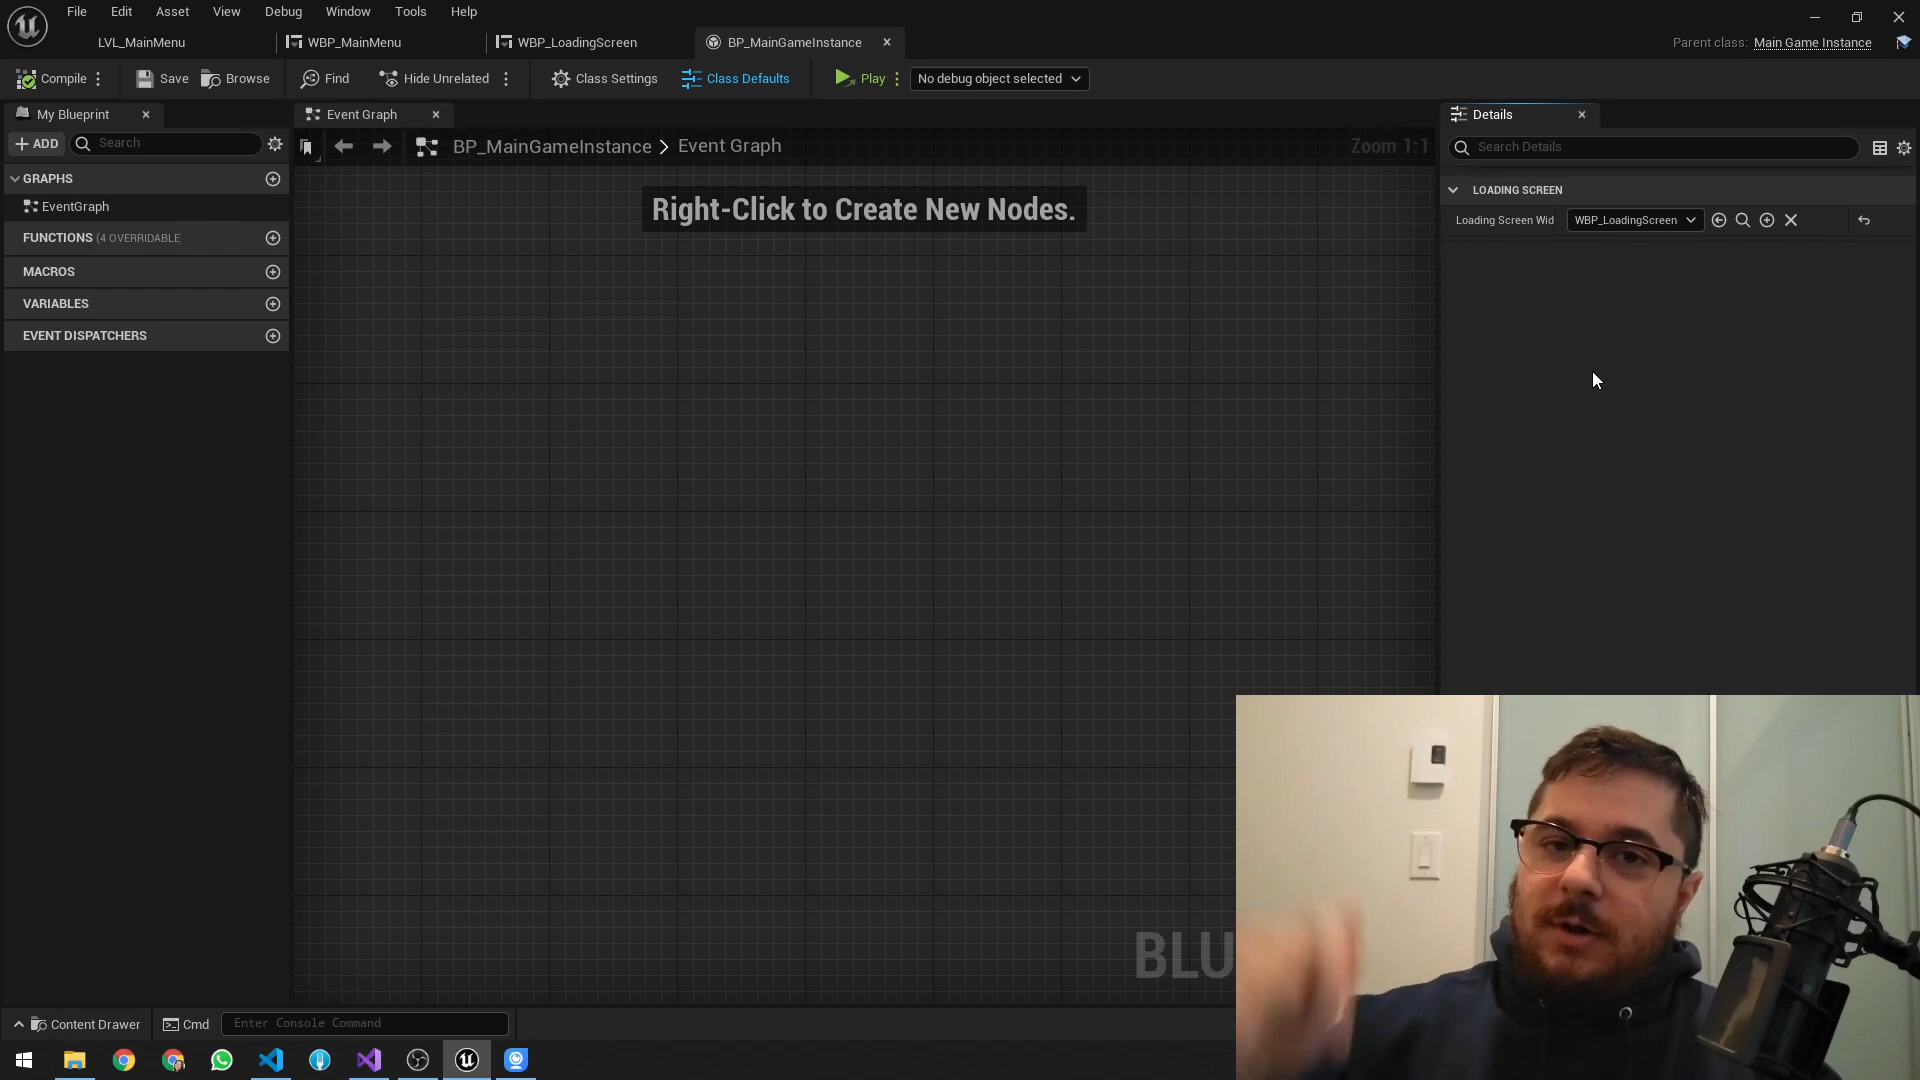 File Edit Asset View Debug Window Tools Help
LVL_MainMenu WBP_MainMenu WBP_LoadingScreen BP_MainGameInstance Parent class: Main Game Instance
Compile Save Browse Find Hide Unrelated Class Settings Class Defaults Play No debug object selected
My Blueprint Event Graph Details
ADD Search BP_MainGameInstance > Event Graph Zoom 1:1 Search Details
GRAPHS
EventGraph
FUNCTIONS (4 OVERRIDABLE
MACROS
VARIABLES
EVENT DISPATCHERS
Right-Click to Create New Nodes.
LOADING SCREEN
Loading Screen Wid WBP_LoadingScreen
BLU
Content Drawer Cmd Enter Console Command